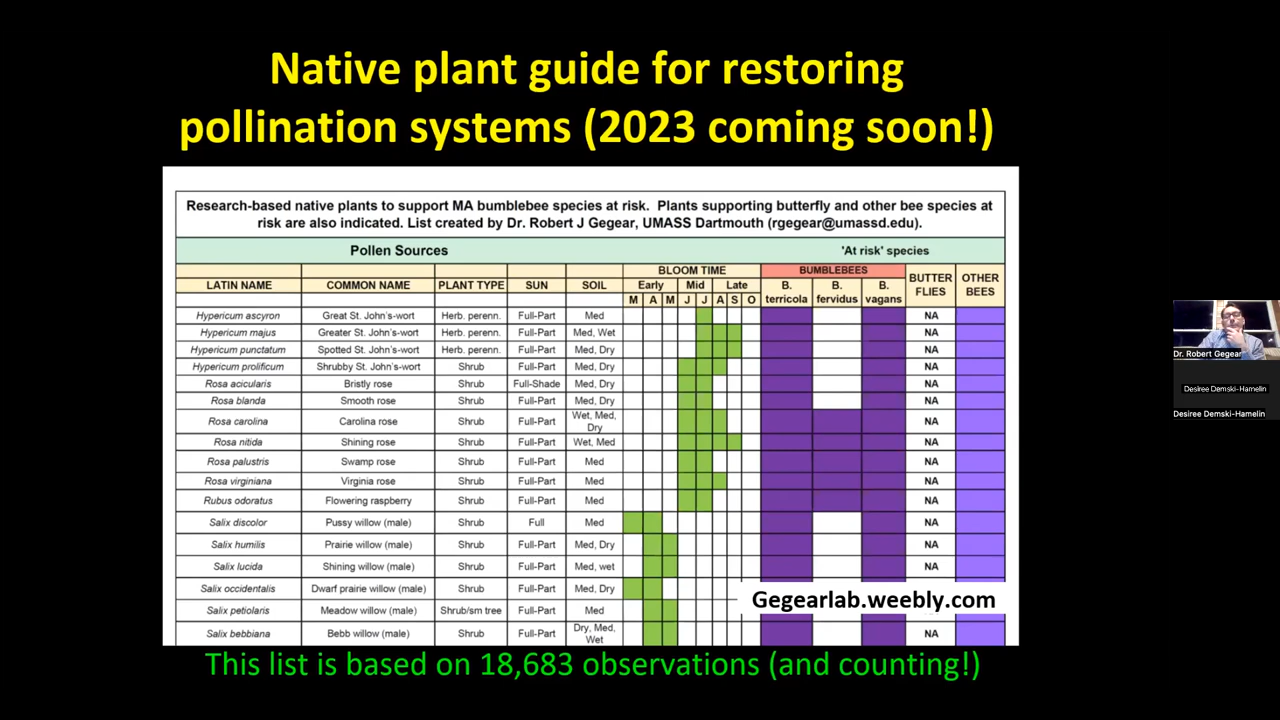 Native plant guide for restoring
pollination systems (2023 coming soon!)
Research-based native plants to support MA bumblebee species at risk. Plants supporting butterfly and other bee species at
risk are also indicated. List created by Dr. Robert J Gegear, UMASS Dartmouth (rgegear@umassd.edu).
Pollen Sources 'At risk' species
BLOOM TIME BUMBLEBEES
LATIN NAME COMMON NAME PLANT TYPE SUN SOIL Early Mid Late B. terricola B. fervidus B. vagans BUTTER FLIES OTHER BEES
M A M J J A S O
Hypericum ascyron Great St. John's-wort Herb. perenn. Full-Part Med NA
Hypericum majus Greater St. John's-wort Herb. perenn. Full-Part Med, Wet NA
Hypericum punctatum Spotted St. John's-wort Herb. perenn. Full-Part Med, Dry NA
Hypericum prolificum Shrubby St. John's-wort Shrub Full-Part Med, Dry NA
Rosa acicularis Bristly rose Shrub Full-Shade Med, Dry NA
Rosa blanda Smooth rose Shrub Full-Part Med, Dry NA
Rosa carolina Carolina rose Shrub Full-Part Wet, Med, Dry NA
Rosa nitida Shining rose Shrub Full-Part Wet, Med NA
Rosa palustris Swamp rose Shrub Full-Part Med NA
Rosa virginiana Virginia rose Shrub Full-Part Med NA
Rubus odoratus Flowering raspberry Shrub Full-Part Med NA
Salix discolor Pussy willow (male) Shrub Full Med NA
Salix humilis Prairie willow (male) Shrub Full-Part Med, Dry NA
Salix lucida Shining willow (male) Shrub Full-Part Med, wet NA
Salix occidentalis Dwarf prairie willow (male) Shrub Full-Part Med, Dry
Salix petiolaris Meadow willow (male) Shrub/sm tree Full-Part Med
Salix bebbiana Bebb willow (male) Shrub Full-Part Dry, Med, Wet NA
Gegearlab.weebly.com
This list is based on 18,683 observations (and counting!)
Dr. Robert Gegear
Desiree Demski-Hamelin
Desiree Demski-Hamelin